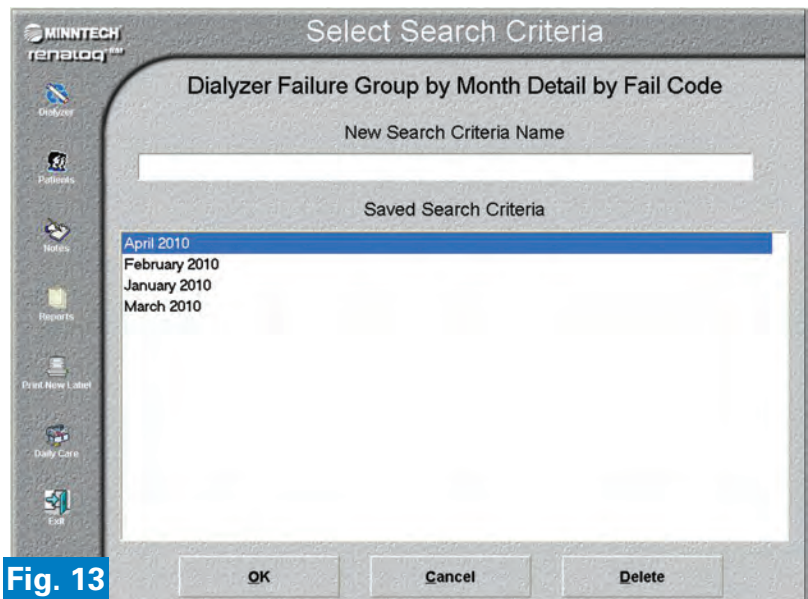 MINNTECH
renalog
Select Search Criteria
Dialyzer Failure Group by Month Detail by Fail Code
New Search Criteria Name
Saved Search Criteria
April 2010
February 2010
January 2010
March 2010
Dialyzer
Patients
Notes
Reports
Print New Label
Daily Care
Exit
OK
Cancel
Delete
Fig. 13